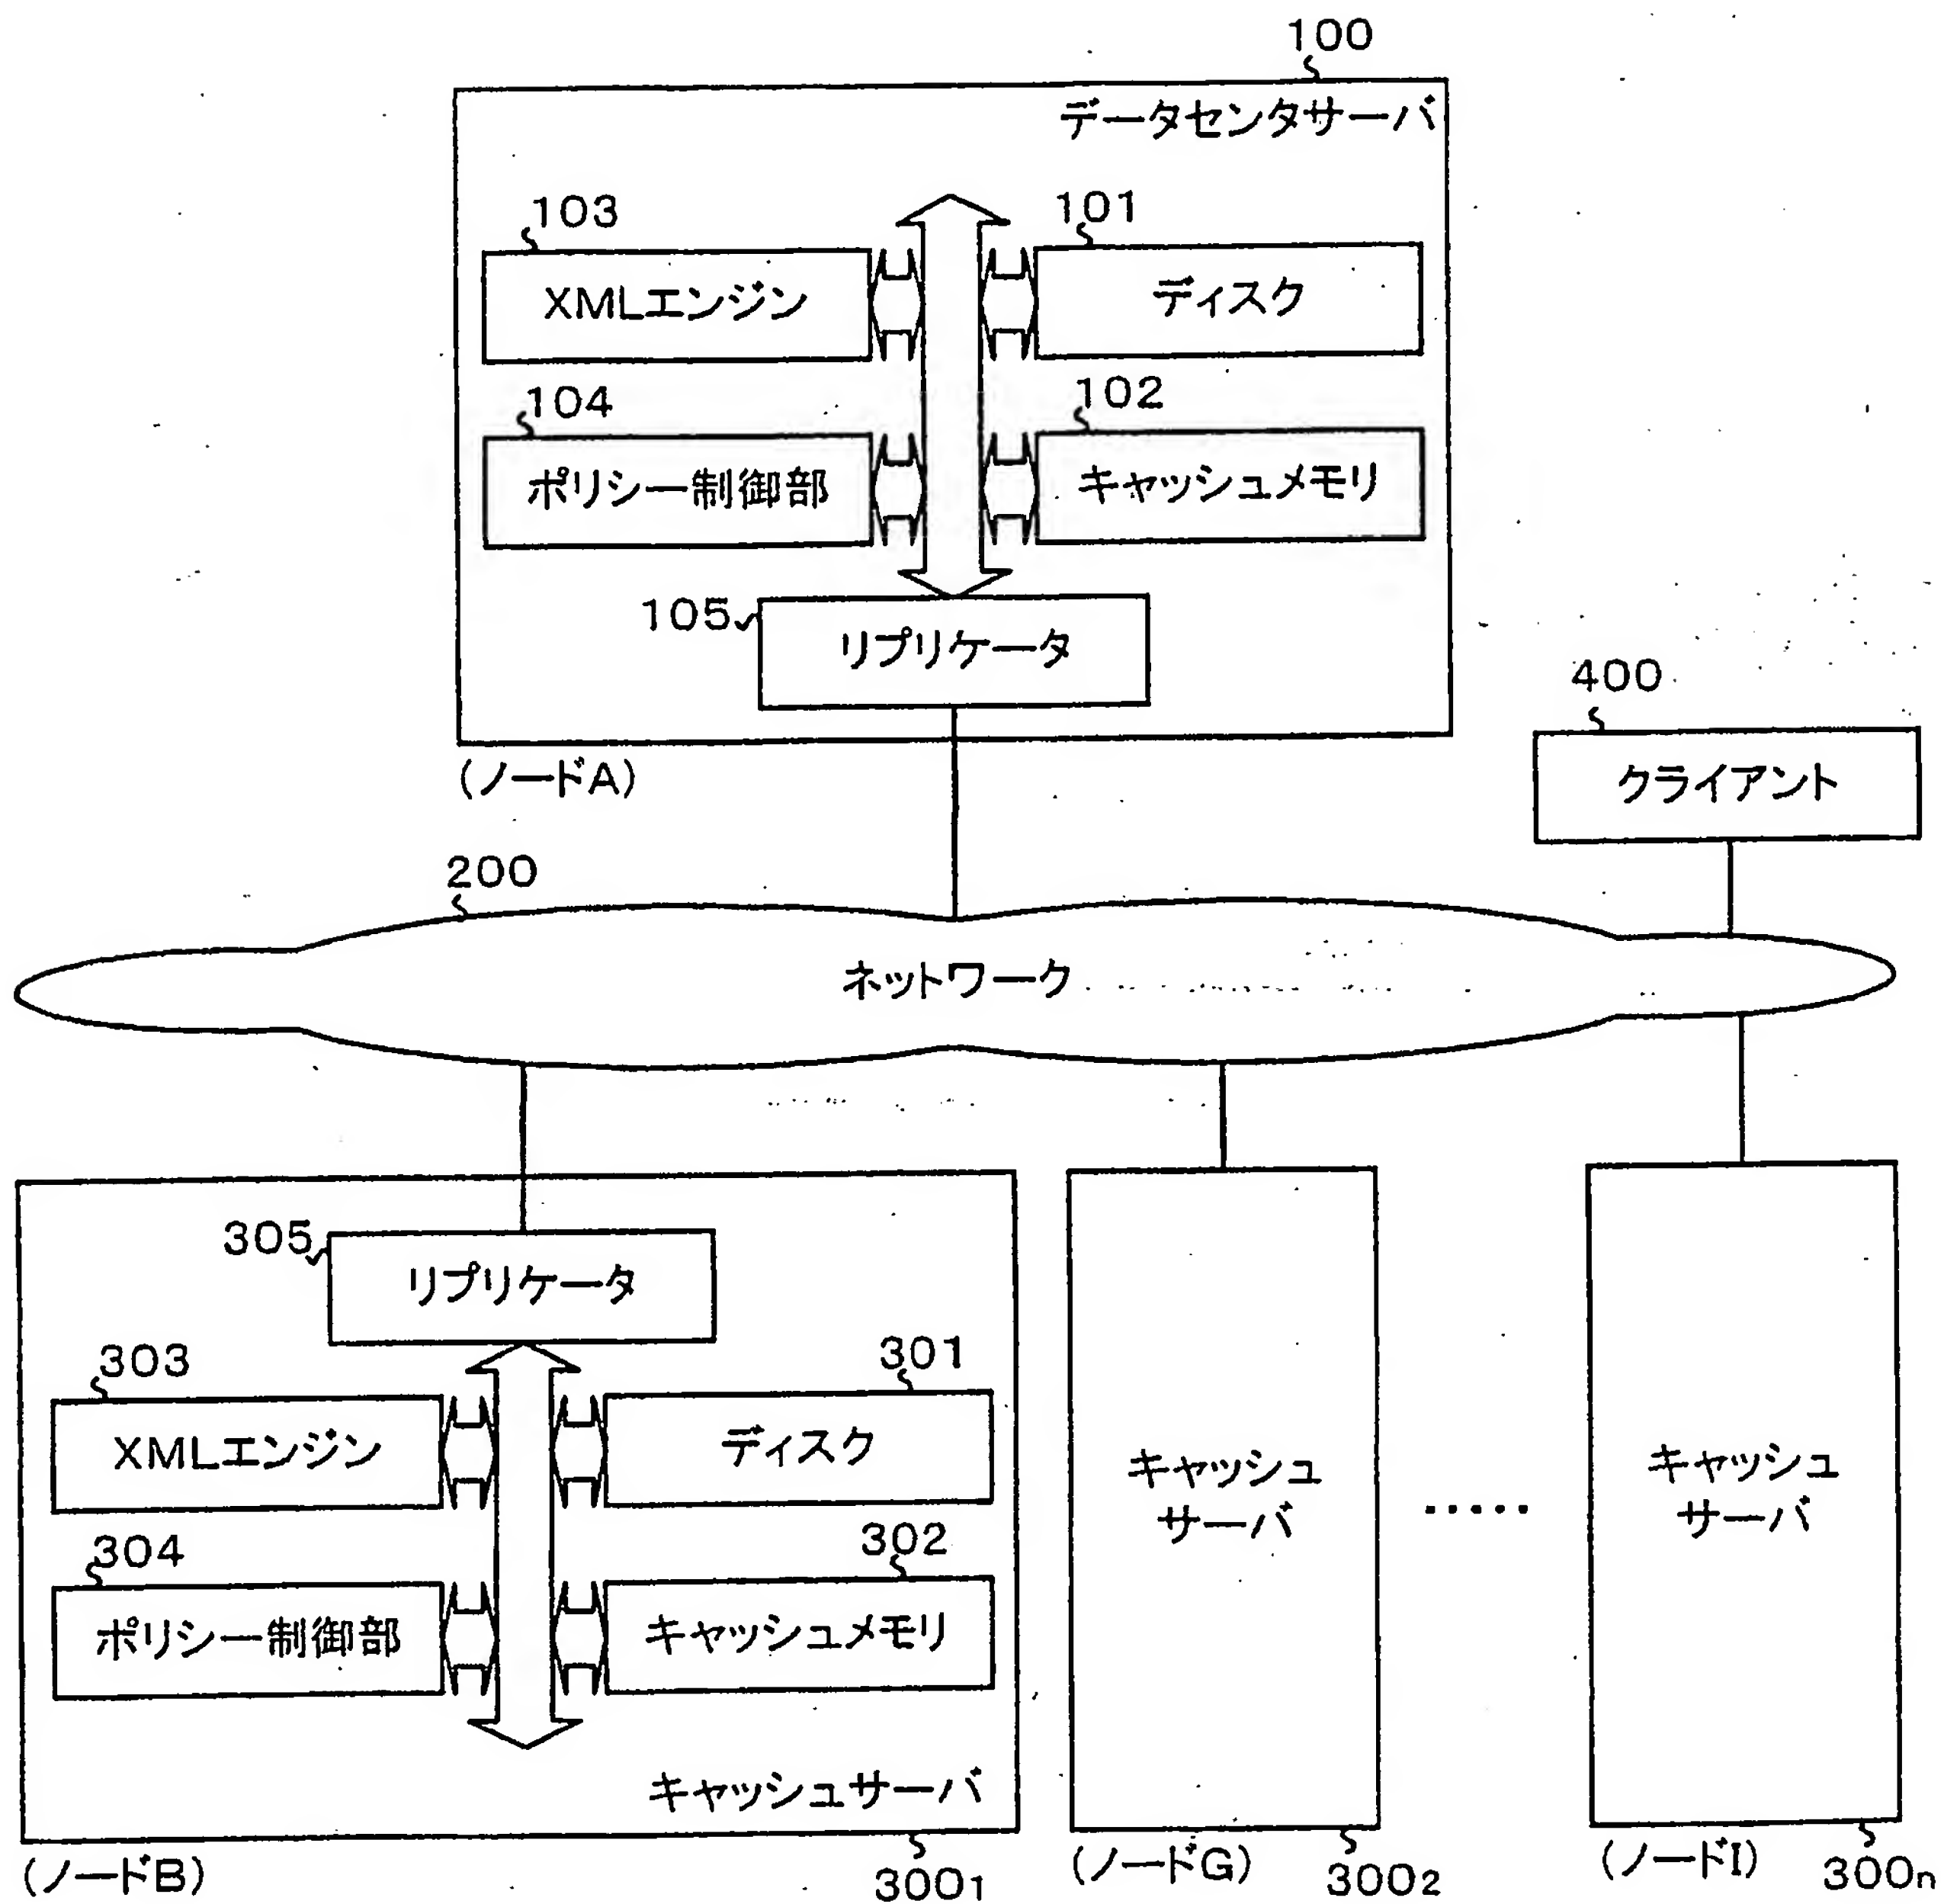 100
データセンタサーバ
103
101
XMLエンジン
ディスク
104
102
ポリシー制御部
キャッシュメモリ
105
リプリケータ
400
(ノードA)
クライアント
200
ネットワーク
305
リプリケータ
303
301
XMLエンジン
ディスク
304
302
ポリシー制御部
キャッシュメモリ
キャッシュサーバ
(ノードB)
300₁
キャッシュ
サーバ
(ノードG)
300₂
.....
キャッシュ
サーバ
(ノードI)
300ₙ